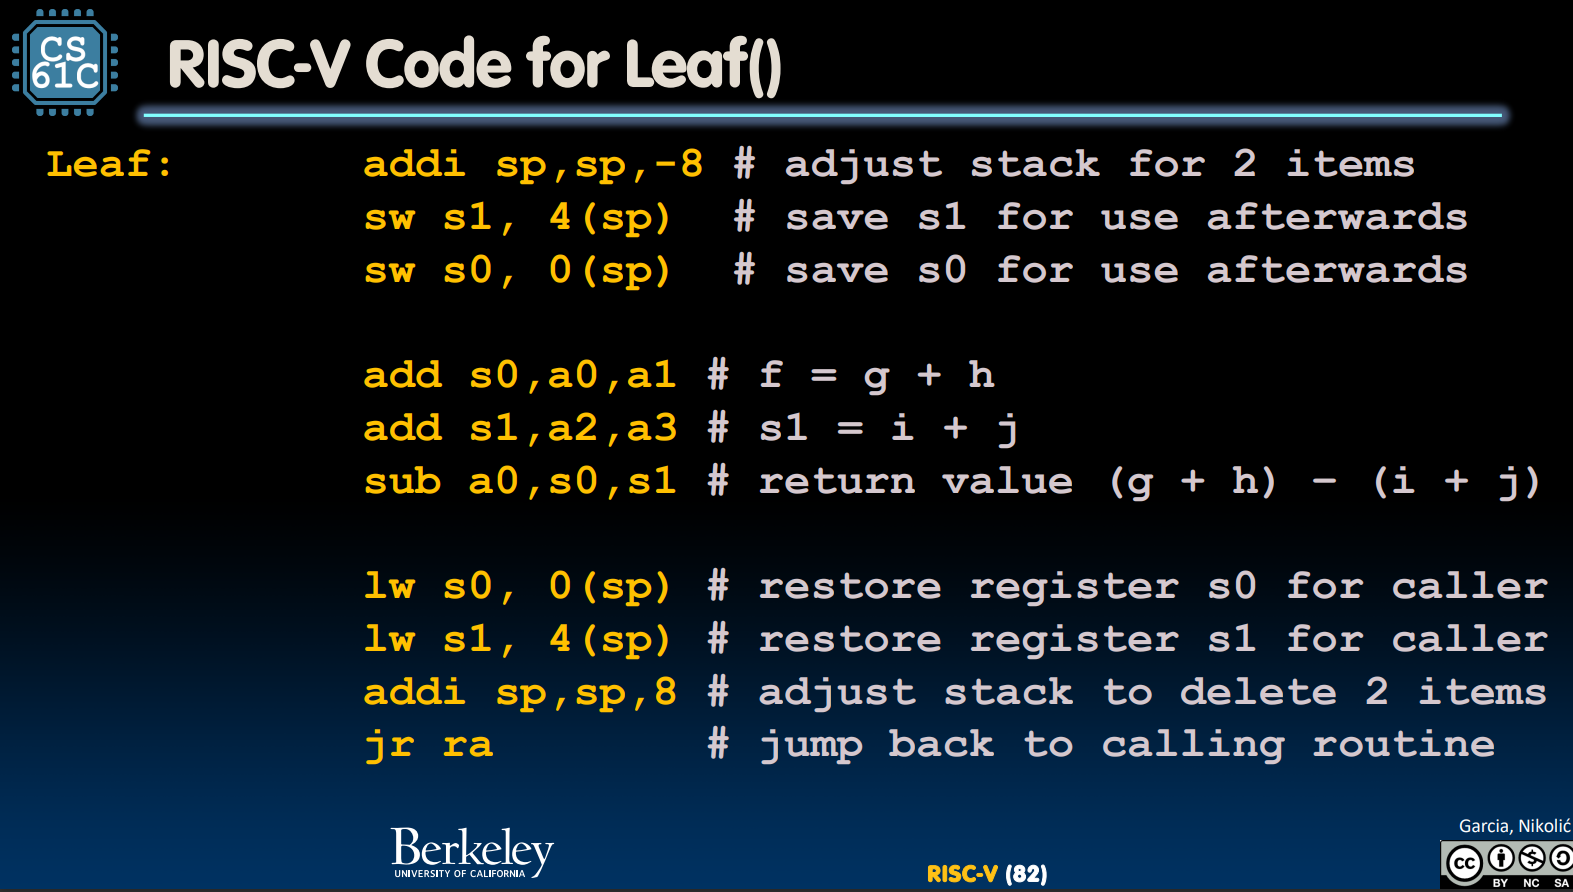 CS
61C
RISC-V Code for Leaf()
Leaf: addi sp,sp,-8 # adjust stack for 2 items
sw s1, 4(sp) # save s1 for use afterwards
sw s0, 0(sp) # save s0 for use afterwards
add s0,a0,a1 # f = g + h
add s1,a2,a3 # s1 = i + j
sub a0,s0,s1 # return value (g + h) – (i + j)
lw s0, 0(sp) # restore register s0 for caller
lw s1, 4(sp) # restore register s1 for caller
addi sp,sp,8 # adjust stack to delete 2 items
jr ra # jump back to calling routine
Berkeley
UNIVERSITY OF CALIFORNIA
RISC-V (82)
Garcia, Nikolić
cc
BY NC SA